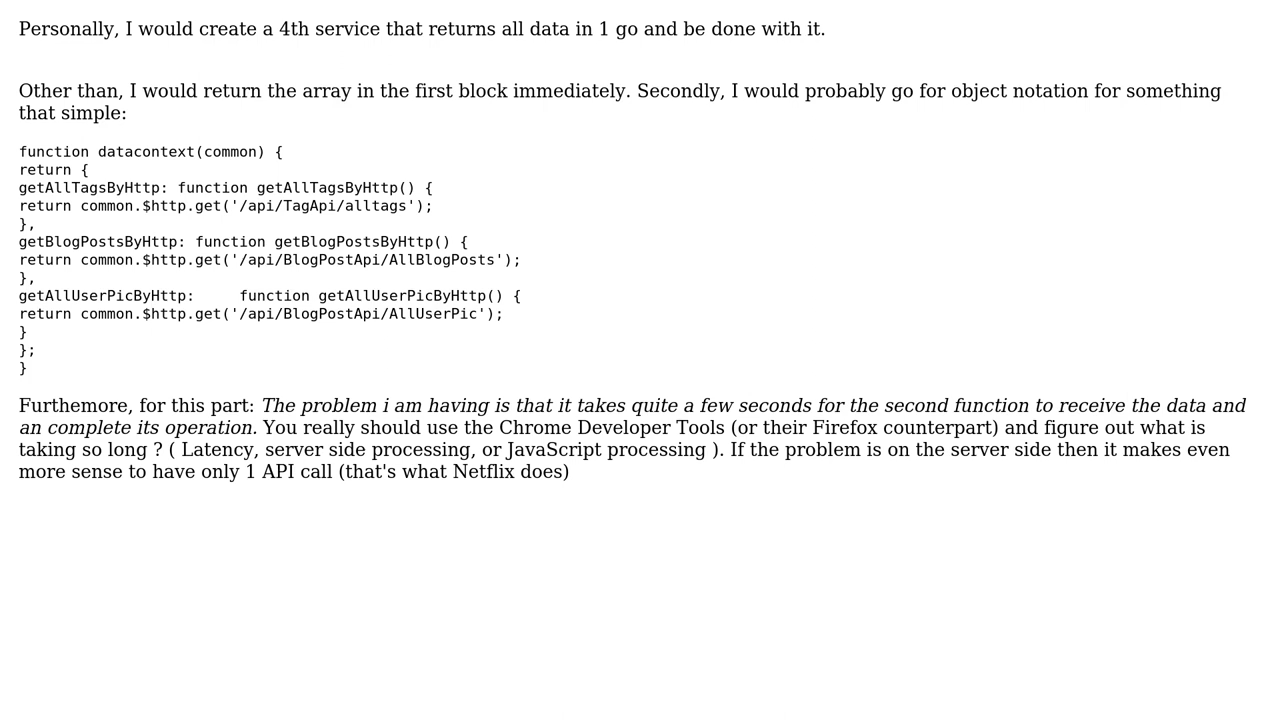 Personally, I would create a 4th service that returns all data in 1 go and be done with it.
Other than, I would return the array in the first block immediately. Secondly, I would probably go for object notation for something
that simple:
function datacontext(common) {
return {
getAllTagsByHttp: function getAllTagsByHttp() {
return common.$http.get('/api/TagApi/alltags');
},
getBlogPostsByHttp: function getBlogPostsByHttp() {
return common.$http.get('/api/BlogPostApi/AllBlogPosts');
},
getAllUserPicByHttp:     function getAllUserPicByHttp() {
return common.$http.get('/api/BlogPostApi/AllUserPic');
}
};
}
Furthemore, for this part: The problem i am having is that it takes quite a few seconds for the second function to receive the data and
an complete its operation. You really should use the Chrome Developer Tools (or their Firefox counterpart) and figure out what is
taking so long ? ( Latency, server side processing, or JavaScript processing ). If the problem is on the server side then it makes even
more sense to have only 1 API call (that's what Netflix does)